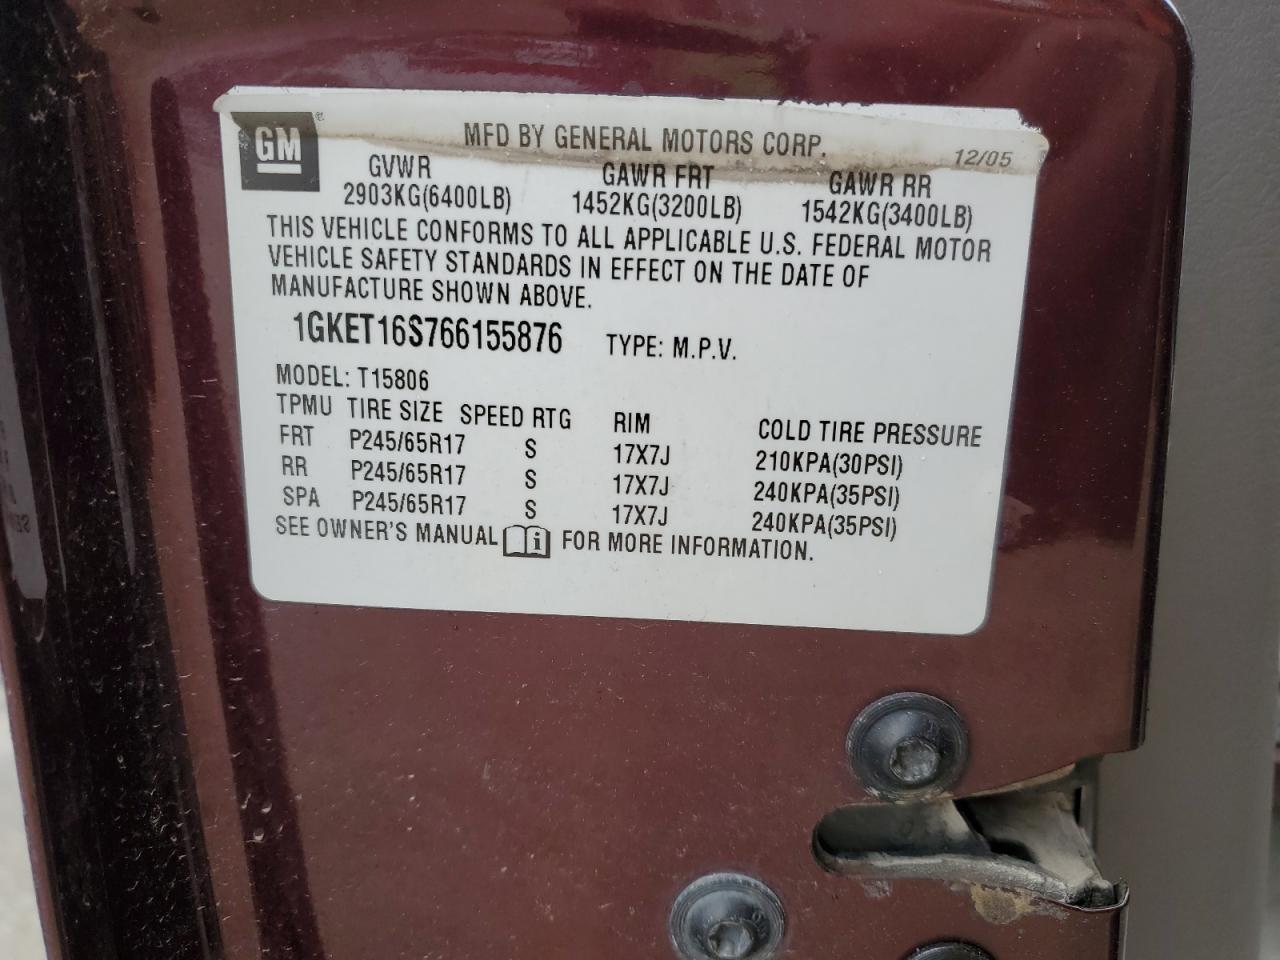 GM ® MFD BY GENERAL MOTORS CORP. 12/05
GVWR GAWR FRT GAWR RR
2903KG(6400LB) 1452KG(3200LB) 1542KG(3400LB)
THIS VEHICLE CONFORMS TO ALL APPLICABLE U.S. FEDERAL MOTOR
VEHICLE SAFETY STANDARDS IN EFFECT ON THE DATE OF
MANUFACTURE SHOWN ABOVE.
1GKET16S766155876 TYPE: M.P.V.
MODEL: T15806
TPMU TIRE SIZE SPEED RTG RIM COLD TIRE PRESSURE
FRT P245/65R17 S 17X7J 210KPA(30PSI)
RR P245/65R17 S 17X7J 240KPA(35PSI)
SPA P245/65R17 S 17X7J 240KPA(35PSI)
SEE OWNER'S MANUAL i FOR MORE INFORMATION.